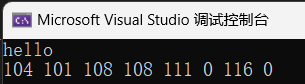 Microsoft Visual Studio 调试控制台
hello
104 101 108 108 111 0 116 0